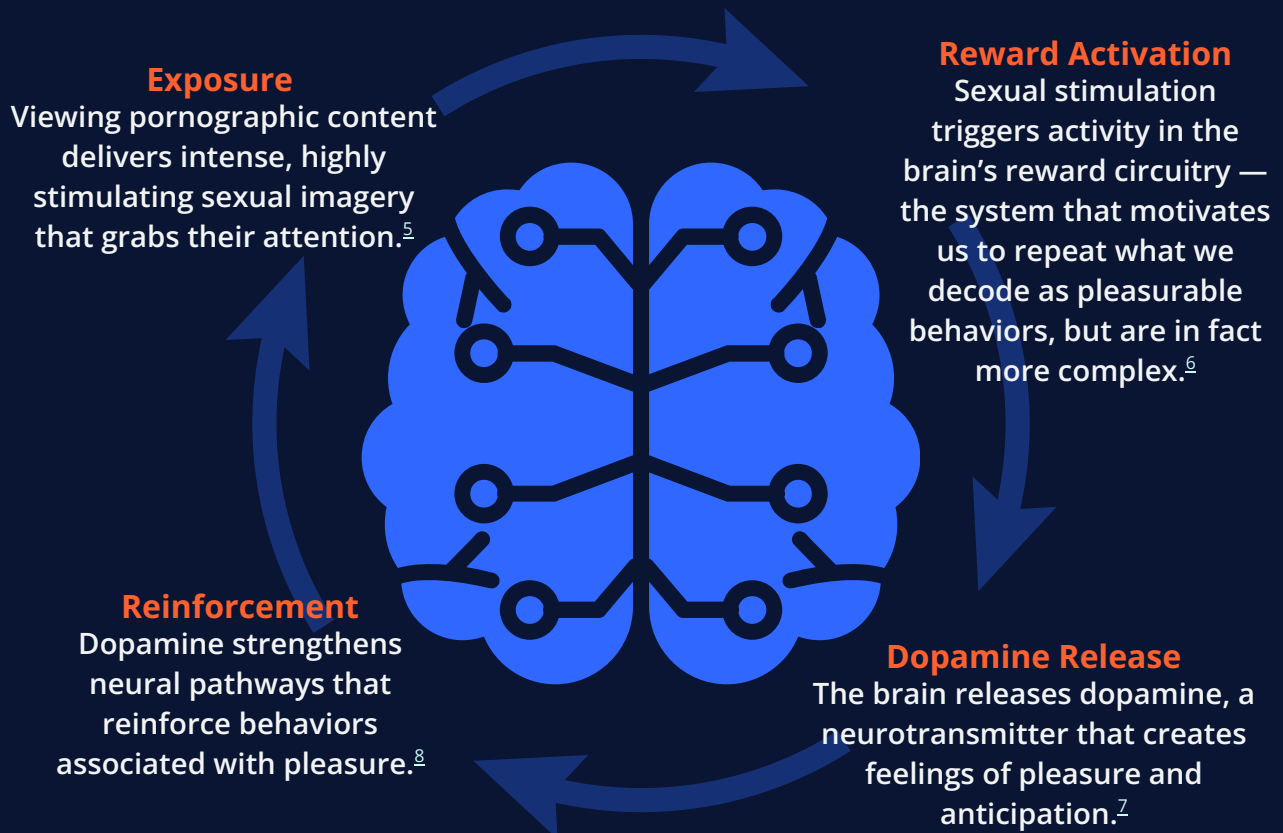 Exposure
Viewing pornographic content
delivers intense, highly
stimulating sexual imagery
that grabs their attention.5
Reward Activation
Sexual stimulation
triggers activity in the
brain’s reward circuitry —
the system that motivates
us to repeat what we
decode as pleasurable
behaviors, but are in fact
more complex.6
Dopamine Release
The brain releases dopamine, a
neurotransmitter that creates
feelings of pleasure and
anticipation.7
Reinforcement
Dopamine strengthens
neural pathways that
reinforce behaviors
associated with pleasure.8